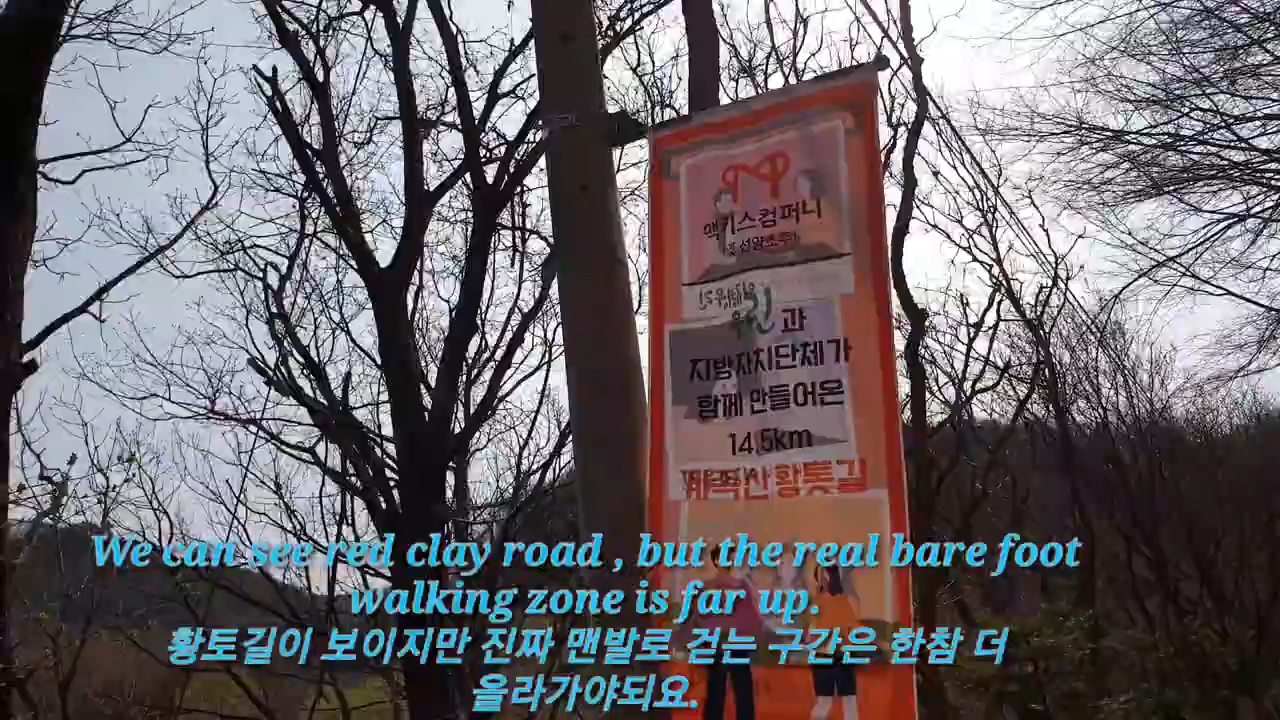 맥키스컴퍼니
과
지방자치단체가
함께 만들어온
14.5km
계족산 황톳길
We can see red clay road , but the real bare foot
walking zone is far up.
황토길이 보이지만 진짜 맨발로 걷는 구간은 한참 더
올라가야되요.